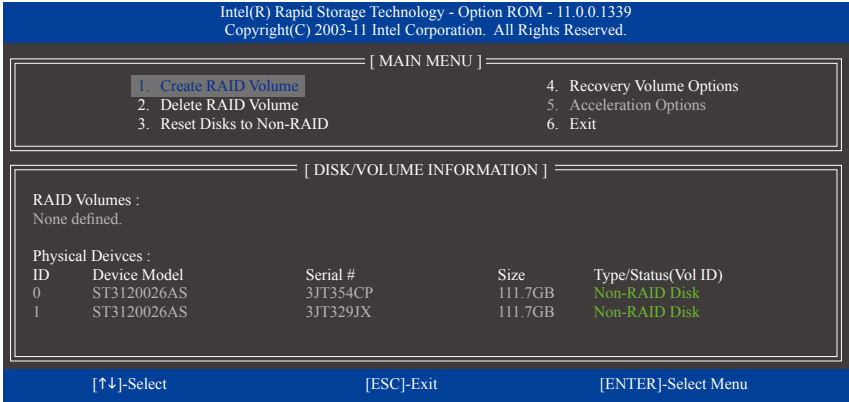 Intel(R) Rapid Storage Technology - Option ROM - 11.0.0.1339
Copyright(C) 2003-11 Intel Corporation.  All Rights Reserved.
[ MAIN MENU ]
1. Create RAID Volume
2. Delete RAID Volume
3. Reset Disks to Non-RAID
4. Recovery Volume Options
5. Acceleration Options
6. Exit
[ DISK/VOLUME INFORMATION ]
RAID Volumes :
None defined.
Physical Deivces :
ID Device Model Serial # Size Type/Status(Vol ID)
0 ST3120026AS 3JT354CP 111.7GB Non-RAID Disk
1 ST3120026AS 3JT329JX 111.7GB Non-RAID Disk
[↑↓]-Select [ESC]-Exit [ENTER]-Select Menu